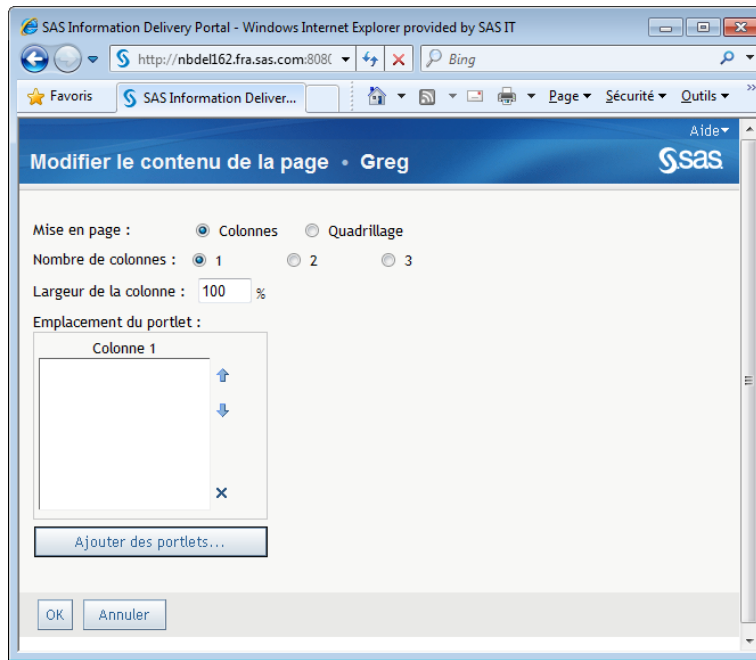 SAS Information Delivery Portal - Windows Internet Explorer provided by SAS IT
http://nbdel162.fra.sas.com:808( Bing
Favoris SAS Information Deliver... Page Sécurité Outils »
Aide
Modifier le contenu de la page • Greg sas
Mise en page : Colonnes Quadrillage
Nombre de colonnes : 1 2 3
Largeur de la colonne : 100 %
Emplacement du portlet :
Colonne 1
Ajouter des portlets...
OK Annuler